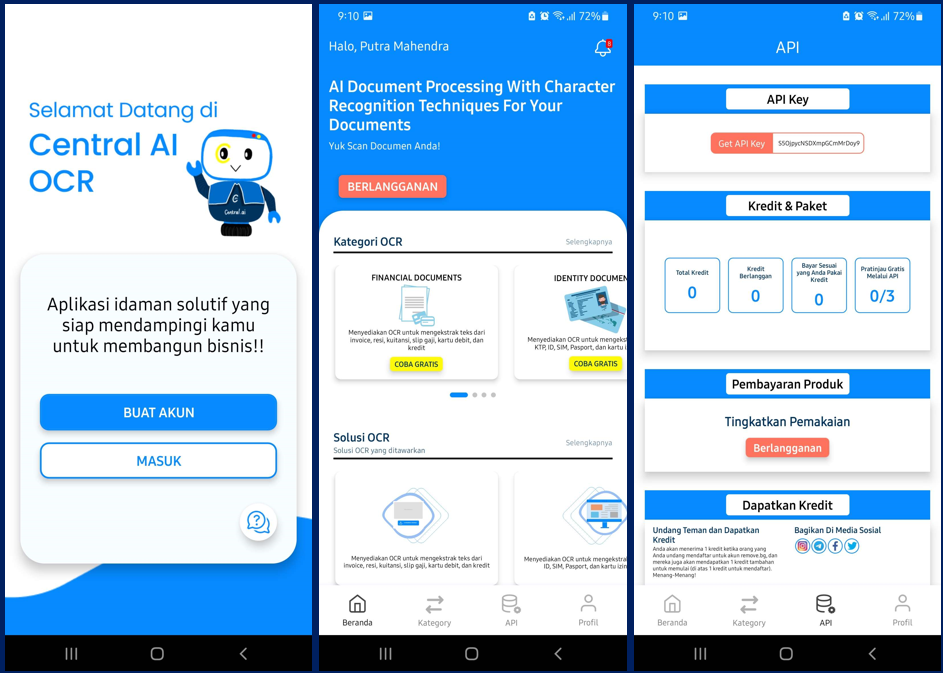 Selamat Datang di
Central AI
OCR
Central ai
Aplikasi idaman solutif yang
siap mendampingi kamu
untuk membangun bisnis!!
BUAT AKUN
MASUK
9:10
72%
Halo, Putra Mahendra
8
AI Document Processing With Character
Recognition Techniques For Your
Documents
Yuk Scan Documen Anda!
BERLANGGANAN
Kategori OCR
Selengkapnya
FINANCIAL DOCUMENTS
Menyediakan OCR untuk mengekstrak teks dari
invoice, resi, kuitansi, slip gaji, kartu debit, dan
kredit
COBA GRATIS
IDENTITY DOCUMEN
Menyediakan OCR untuk mengekst
KTP, ID, SIM, Pasport, dan kartu i
COBA GRATIS
Solusi OCR
Selengkapnya
Solusi OCR yang ditawarkan
Menyediakan OCR untuk mengekstrak teks dari
invoice, resi, kuitansi, slip gaji, kartu debit, dan kredit
Menyediakan OCR untuk mengekstra
ID, SIM, Pasport, dan kartu izin
Beranda
Kategory
API
Profil
9:10
72%
API
API Key
Get API Key
S5OjpycNSDXmpGCmMrDoy9
Kredit & Paket
Total Kredit
0
Kredit
Berlanggan
0
Bayar Sesuai
yang Anda Pakai
Kredit
0
Pratinjau Gratis
Melalui API
0/3
Pembayaran Produk
Tingkatkan Pemakaian
Berlangganan
Dapatkan Kredit
Undang Teman dan Dapatkan
Kredit
Anda akan menerima 1 kredit ketika orang yang
Anda undang mendaftar untuk akun remove.bg, dan
mereka juga akan mendapatkan 1 kredit tambahan
untuk memulai (di atas 1 kredit untuk mendaftar).
Menang-Menang!
Bagikan Di Media Sosial
Beranda
Kategory
API
Profil